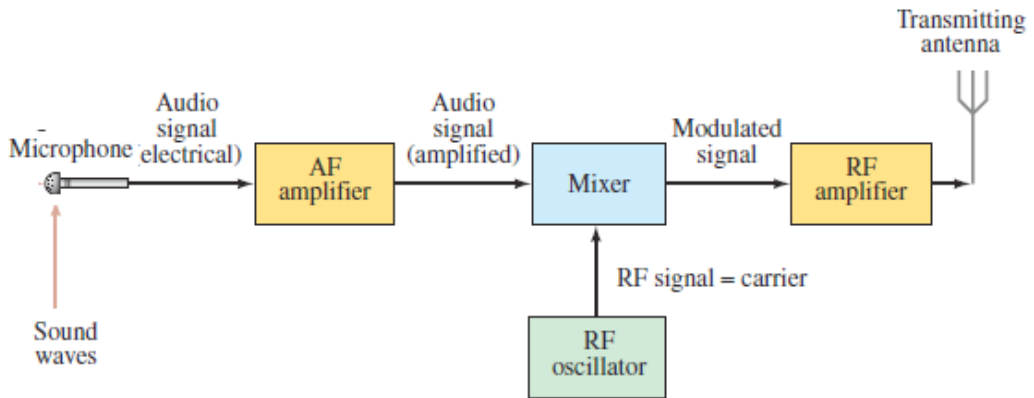 Transmitting
antenna
Audio
signal
(electrical)
Audio
signal
(amplified)
Modulated
signal
Microphone
AF
amplifier
Mixer
RF
amplifier
RF signal = carrier
Sound
waves
RF
oscillator